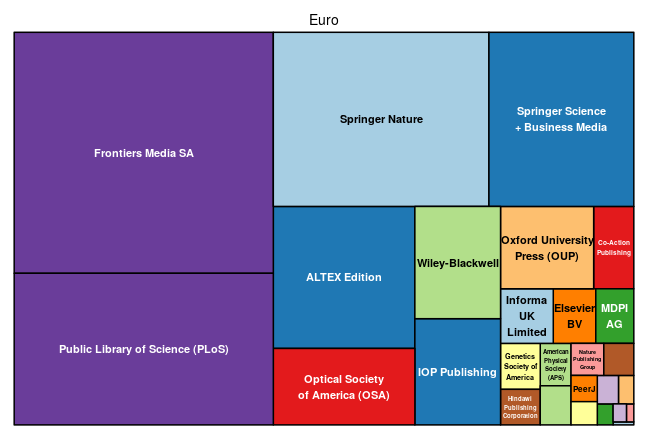 Euro
Frontiers Media SA
Public Library of Science (PLoS)
Springer Nature
Springer Science
+ Business Media
ALTEX Edition
Optical Society
of America (OSA)
Wiley-Blackwell
IOP Publishing
Oxford University
Press (OUP)
Co-Action
Publishing
Informa
UK
Limited
Elsevier
BV
MDPI
AG
Genetics
Society of
America
American
Physical
Society
(APS)
Nature
Publishing
Group
Hindawi
Publishing
Corporation
PeerJ